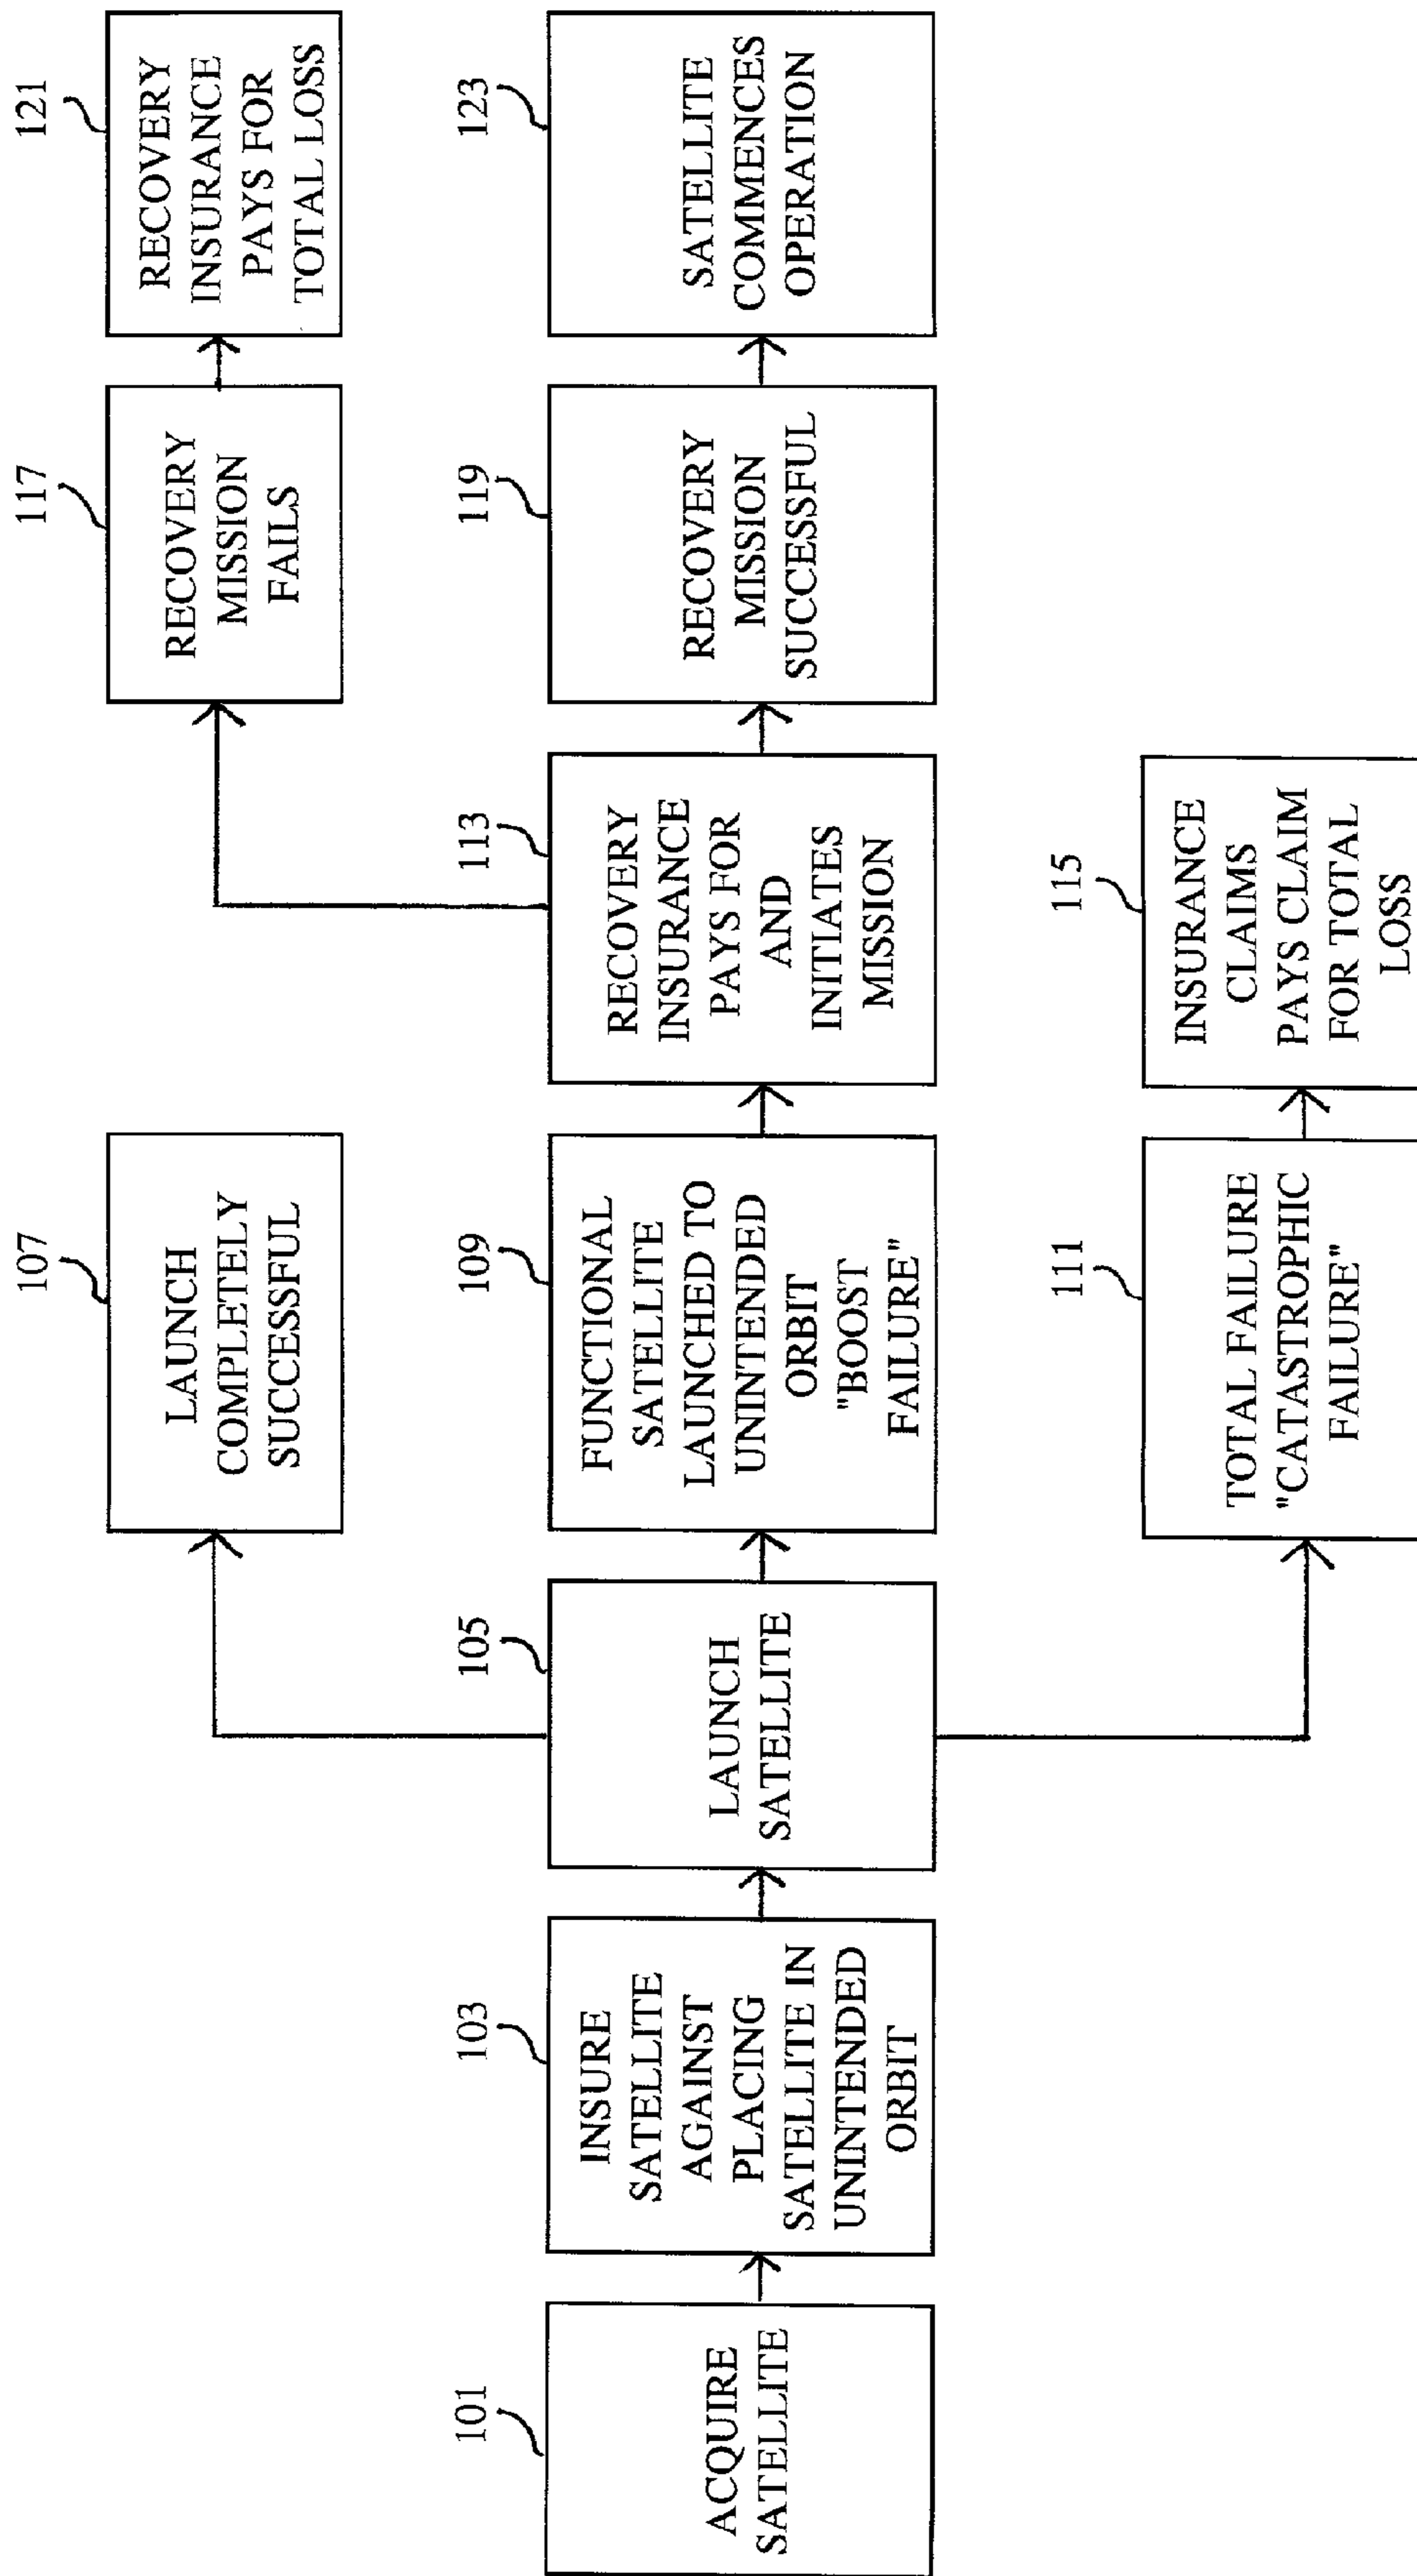 101
ACQUIRE
SATELLITE
103
INSURE
SATELLITE
AGAINST
PLACING
SATELLITE IN
UNINTENDED
ORBIT
105
LAUNCH
SATELLITE
107
LAUNCH
COMPLETELY
SUCCESSFUL
109
FUNCTIONAL
SATELLITE
LAUNCHED TO
UNINTENDED
ORBIT
"BOOST
FAILURE"
111
TOTAL FAILURE
"CATASTROPHIC
FAILURE"
113
RECOVERY
INSURANCE
PAYS FOR
AND
INITIATES
MISSION
115
INSURANCE
CLAIMS
PAYS CLAIM
FOR TOTAL
LOSS
117
RECOVERY
MISSION
FAILS
119
RECOVERY
MISSION
SUCCESSFUL
121
RECOVERY
INSURANCE
PAYS FOR
TOTAL LOSS
123
SATELLITE
COMMENCES
OPERATION